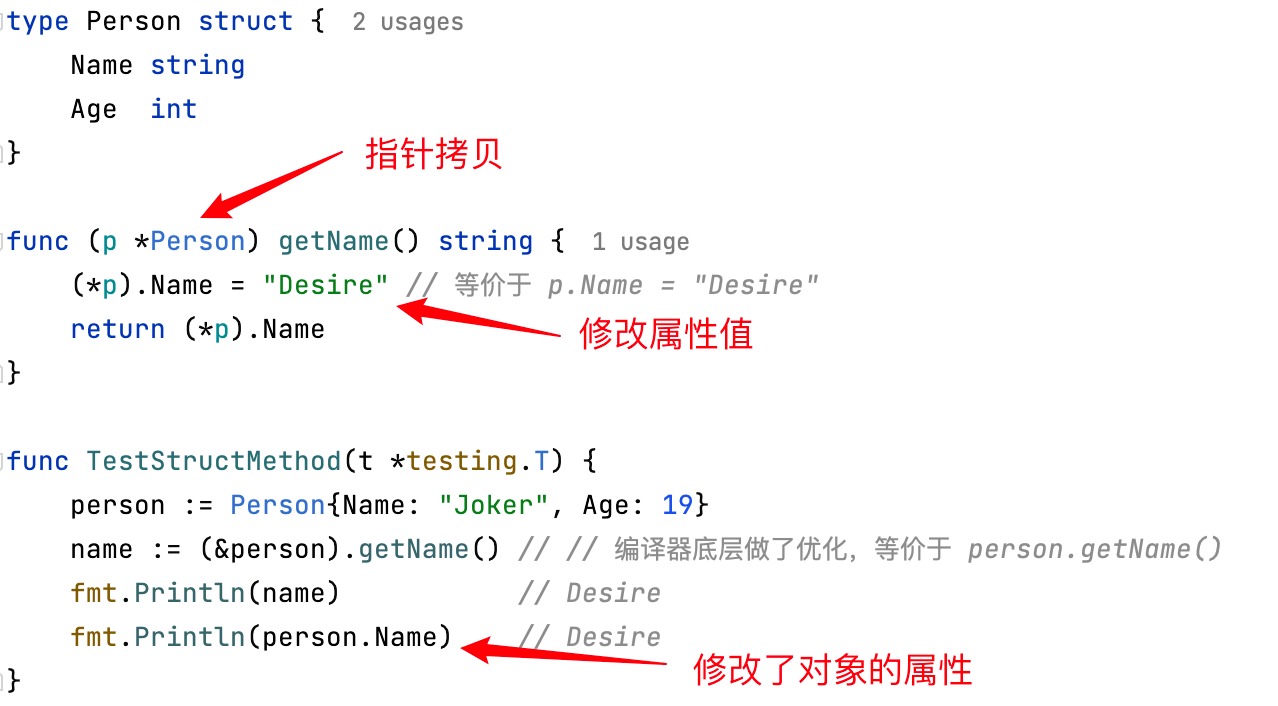 type Person struct { 2 usages
Name string
Age int
}
指针拷贝
func (p *Person) getName() string { 1 usage
(*p).Name = "Desire" // 等价于 p.Name = "Desire"
return (*p).Name
修改属性值
}
func TestStructMethod(t *testing.T) {
person := Person{Name: "Joker", Age: 19}
name := (&person).getName() // // 编译器底层做了优化，等价于 person.getName()
fmt.Println(name) // Desire
fmt.Println(person.Name) // Desire
修改了对象的属性
}